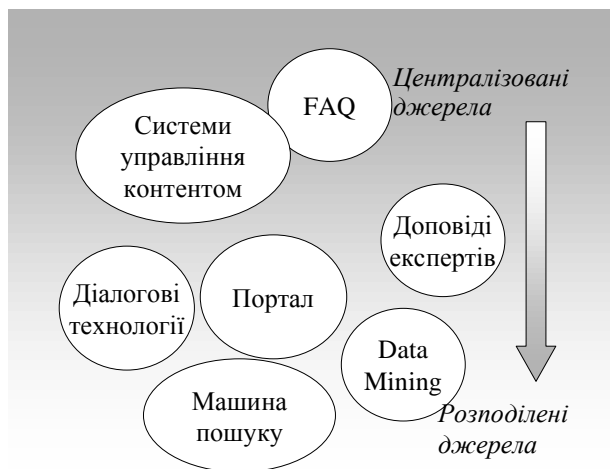 Централізовані
джерела
FAQ
Системи
управління
контентом
Доповіді
експертів
Діалогові
технології
Портал
Data
Mining
Машина
пошуку
Розподілені
джерела